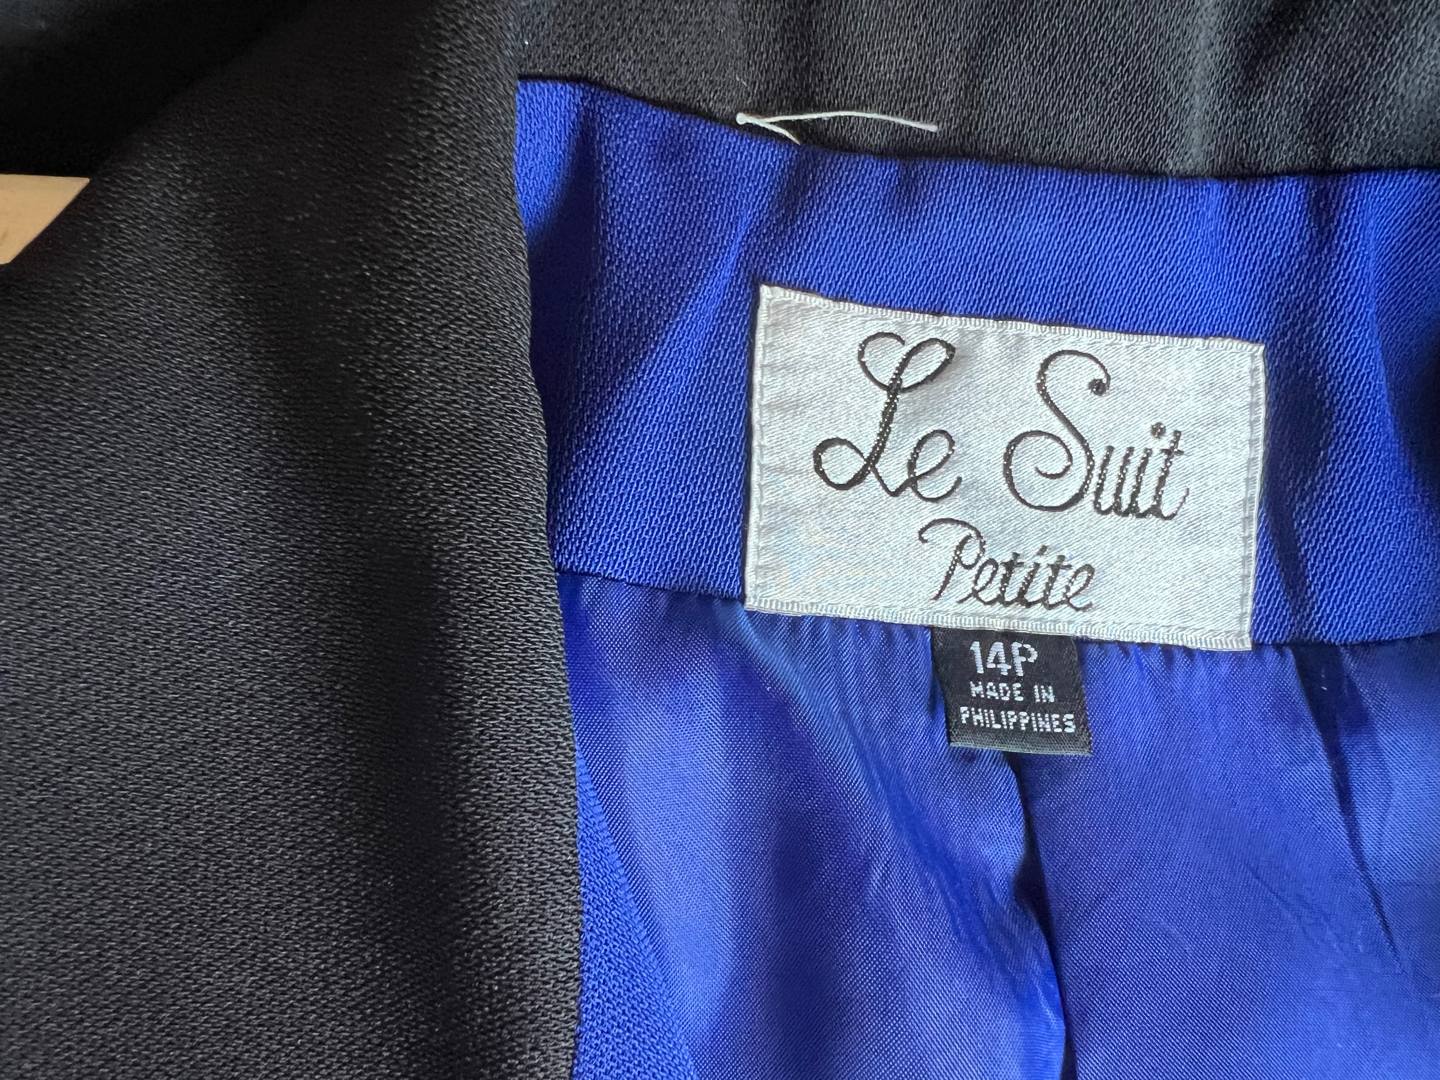 Le Suit
Petite
14P
MADE IN
PHILIPPINES